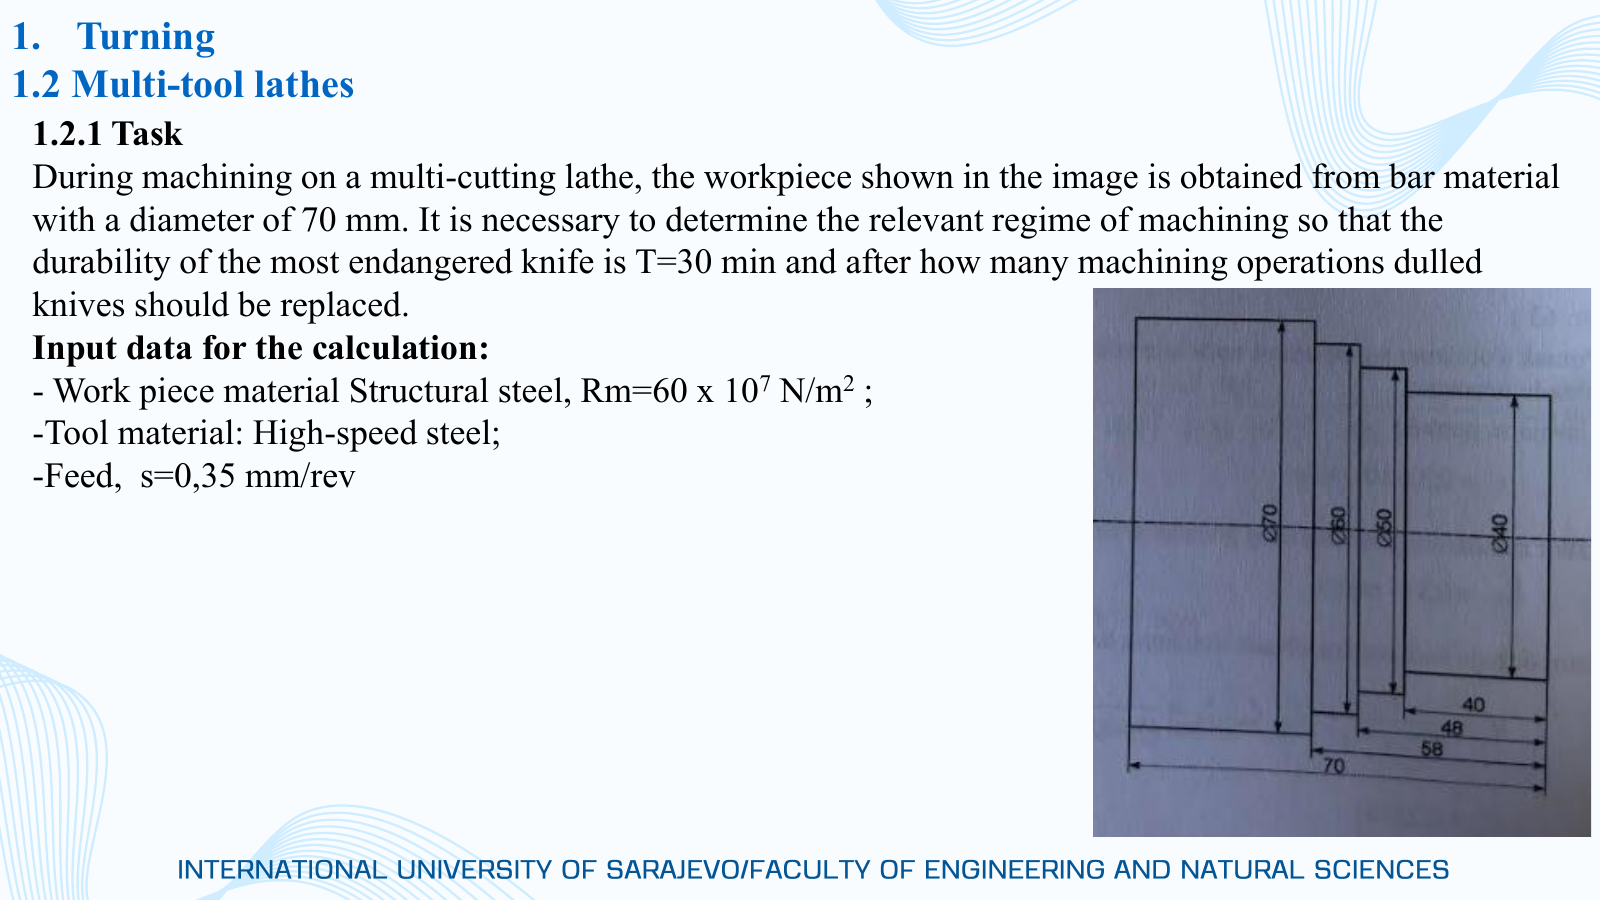 1. Turning
1.2 Multi-tool lathes
1.2.1 Task
During machining on a multi-cutting lathe, the workpiece shown in the image is obtained from bar material
with a diameter of 70 mm. It is necessary to determine the relevant regime of machining so that the
durability of the most endangered knife is T=30 min and after how many machining operations dulled
knives should be replaced.
Input data for the calculation:
- Work piece material Structural steel, Rm=60 x 10⁷ N/m² ;
-Tool material: High-speed steel;
-Feed, s=0,35 mm/rev
Ø70
Ø60
Ø50
Ø40
40
48
58
70
INTERNATIONAL UNIVERSITY OF SARAJEVO/FACULTY OF ENGINEERING AND NATURAL SCIENCES